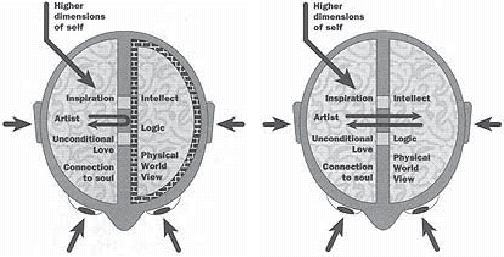 Higher
dimensions
of self
Inspiration
Artist
Unconditional
Love
Connection
to soul
Intellect
Logic
Physical
World
View
Higher
dimensions
of self
Inspiration
Artist
Unconditional
Love
Connection
to soul
Intellect
Logic
Physical
World
View